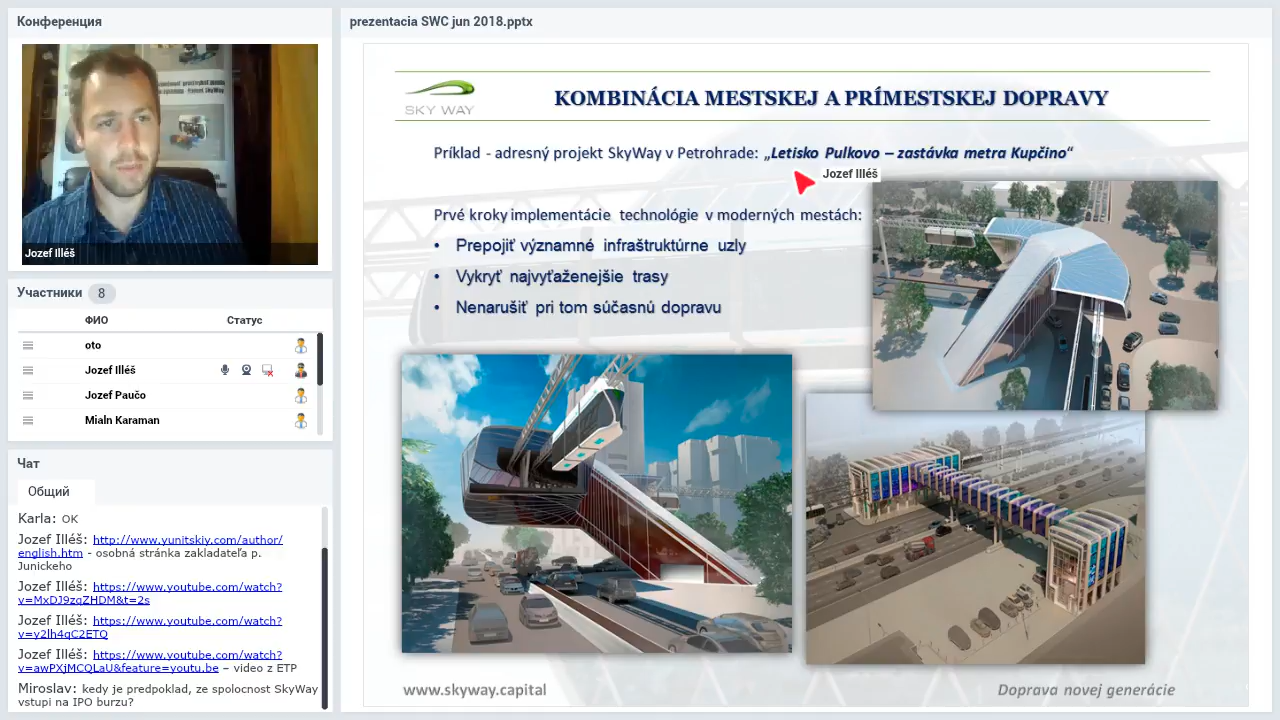 Конференция
Jozef Illéš
Участники 8
ФИО Статус
oto
Jozef Illéš
Jozef Paučo
Mialn Karaman
Чат
Общий
Karla: OK
Jozef Illéš: http://www.yunitskiy.com/author/
english.htm - osobná stránka zakladateľa p.
Junickeho
Jozef Illéš: https://www.youtube.com/watch?
v=MxDJ9zqZHDM&t=2s
Jozef Illéš: https://www.youtube.com/watch?
v=y2lh4gC2ETQ
Jozef Illéš: https://www.youtube.com/watch?
v=awPXjMCQLaU&feature=youtu.be – video z ETP
Miroslav: kedy je predpoklad, ze spolocnost SkyWay
vstupi na IPO burzu?
prezentacia SWC jun 2018.pptx
SKY WAY
KOMBINÁCIA MESTSKEJ A PRÍMESTSKEJ DOPRAVY
Príklad - adresný projekt SkyWay v Petrohrade: „Letisko Pulkovo – zastávka metra Kupčino“
Jozef Illéš
Prvé kroky implementácie technológie v moderných mestách:
• Prepojiť významné infraštruktúrne uzly
• Vykryť najvyťaženejšie trasy
• Nenarušiť pri tom súčasnú dopravu
www.skyway.capital
Doprava novej generácie